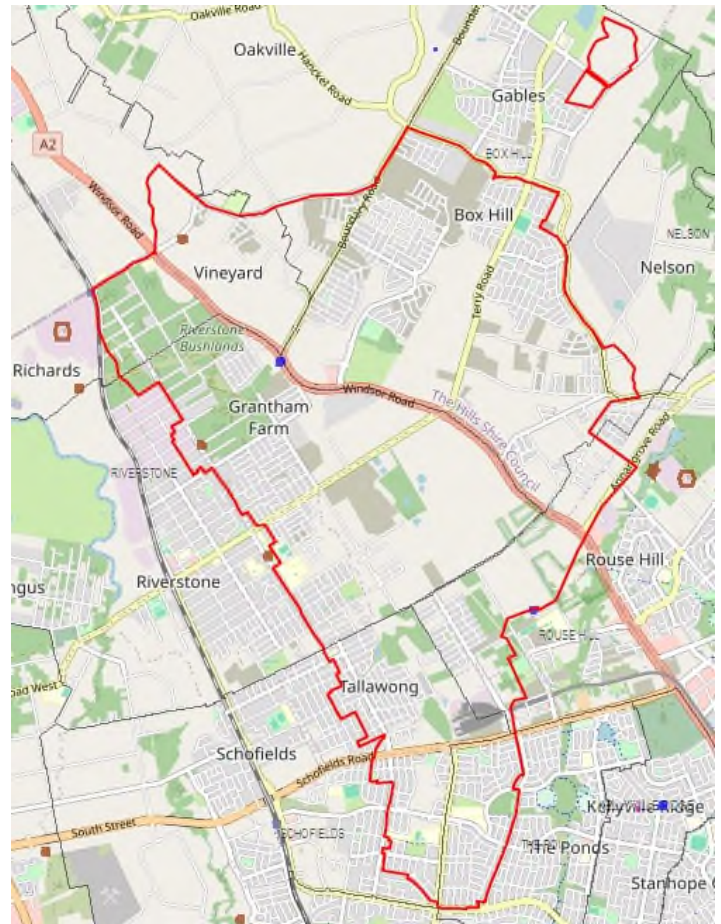 Oakville Road
Oakville
Hanckel Road
Gables
A2
BOX HILL
Windsor Road
Boundary Road
Box Hill
NELSON
Nelson
Vineyard
Terry Road
Riverstone
Bushlands
Richards
Windsor Road
Grantham
Farm
The Hills Shire Council
Annangrove Road
RIVERSTONE
Riverstone
Rouse Hill
ngus
ROUSE HILL
oad West
Tallawong
Schofields
Schofields Road
Kellyville Ridge
South Street
SCHOFIELDS
The Ponds
Stanhope G